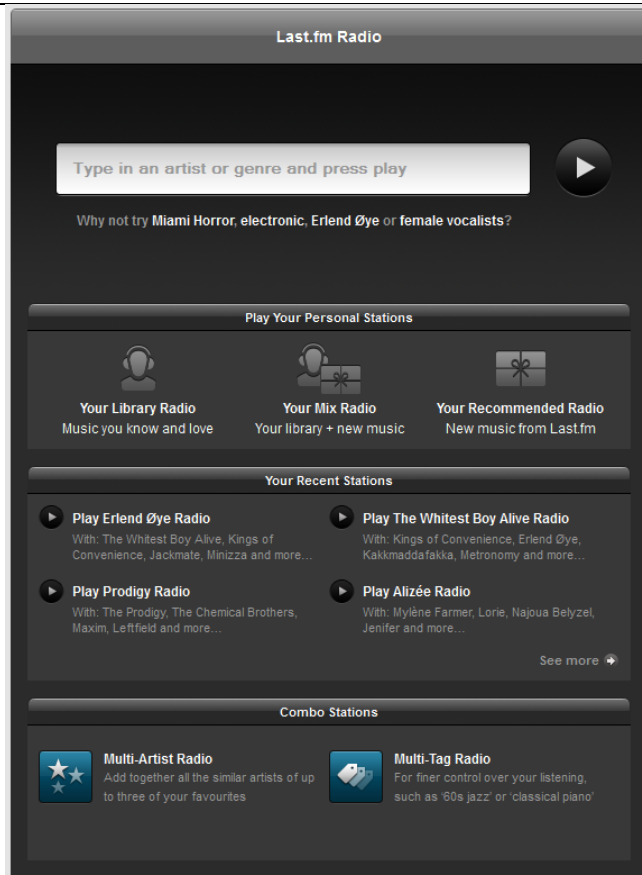 Last.fm Radio
Type in an artist or genre and press play
Why not try Miami Horror, electronic, Erlend Øye or female vocalists?
Play Your Personal Stations
Your Library Radio
Music you know and love
Your Mix Radio
Your library + new music
Your Recommended Radio
New music from Last.fm
Your Recent Stations
Play Erlend Øye Radio
With: The Whitest Boy Alive, Kings of
Convenience, Jackmate, Minizza and more...
Play The Whitest Boy Alive Radio
With: Kings of Convenience, Erlend Øye,
Kakkmaddafakka, Metronomy and more...
Play Prodigy Radio
With: The Prodigy, The Chemical Brothers,
Maxim, Leftfield and more...
Play Alizée Radio
With: Mylène Farmer, Lorie, Najoua Belyzel,
Jenifer and more...
See more
Combo Stations
Multi-Artist Radio
Add together all the similar artists of up
to three of your favourites
Multi-Tag Radio
For finer control over your listening,
such as ‘60s jazz’ or ‘classical piano’